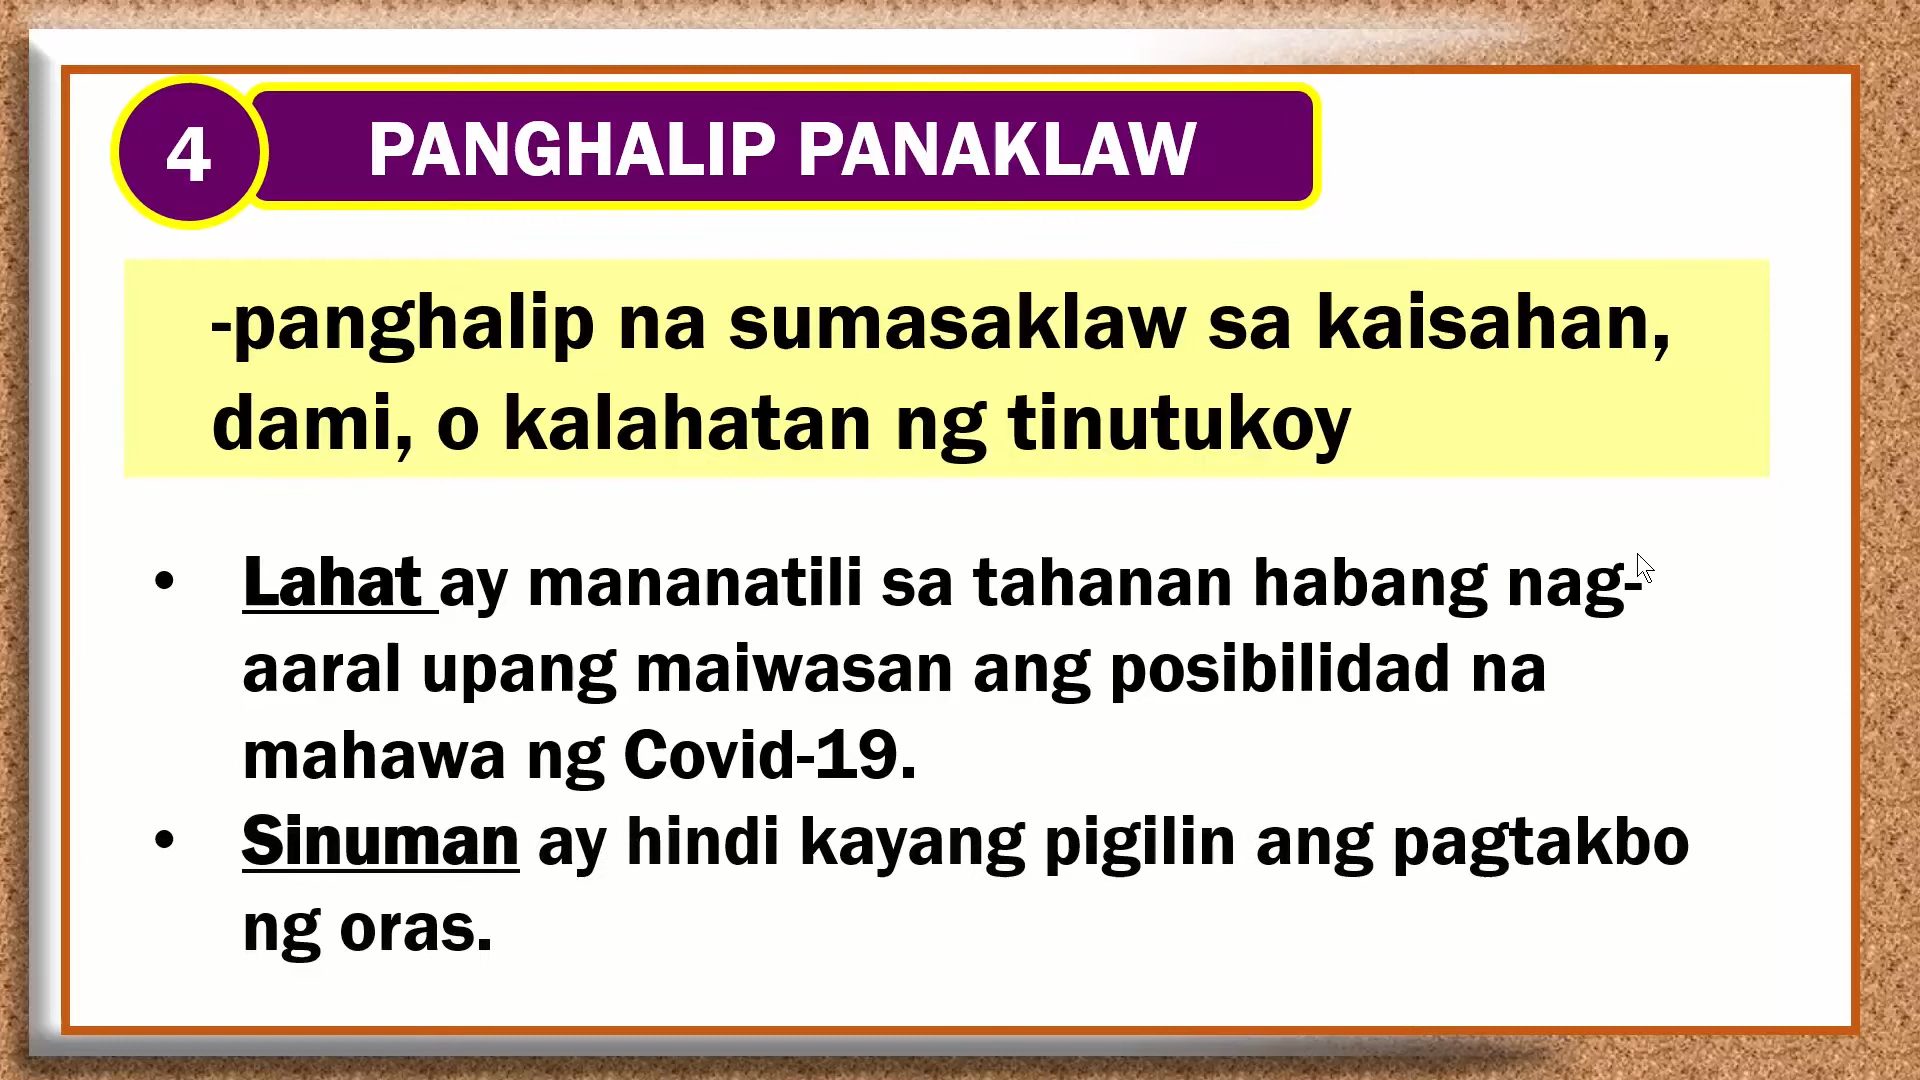 4
PANGHALIP PANAKLAW
-panghalip na sumasaklaw sa kaisahan,
dami, o kalahatan ng tinutukoy
• Lahat ay mananatili sa tahanan habang nag-
aaral upang maiwasan ang posibilidad na
mahawa ng Covid-19.
• Sinuman ay hindi kayang pigilin ang pagtakbo
ng oras.